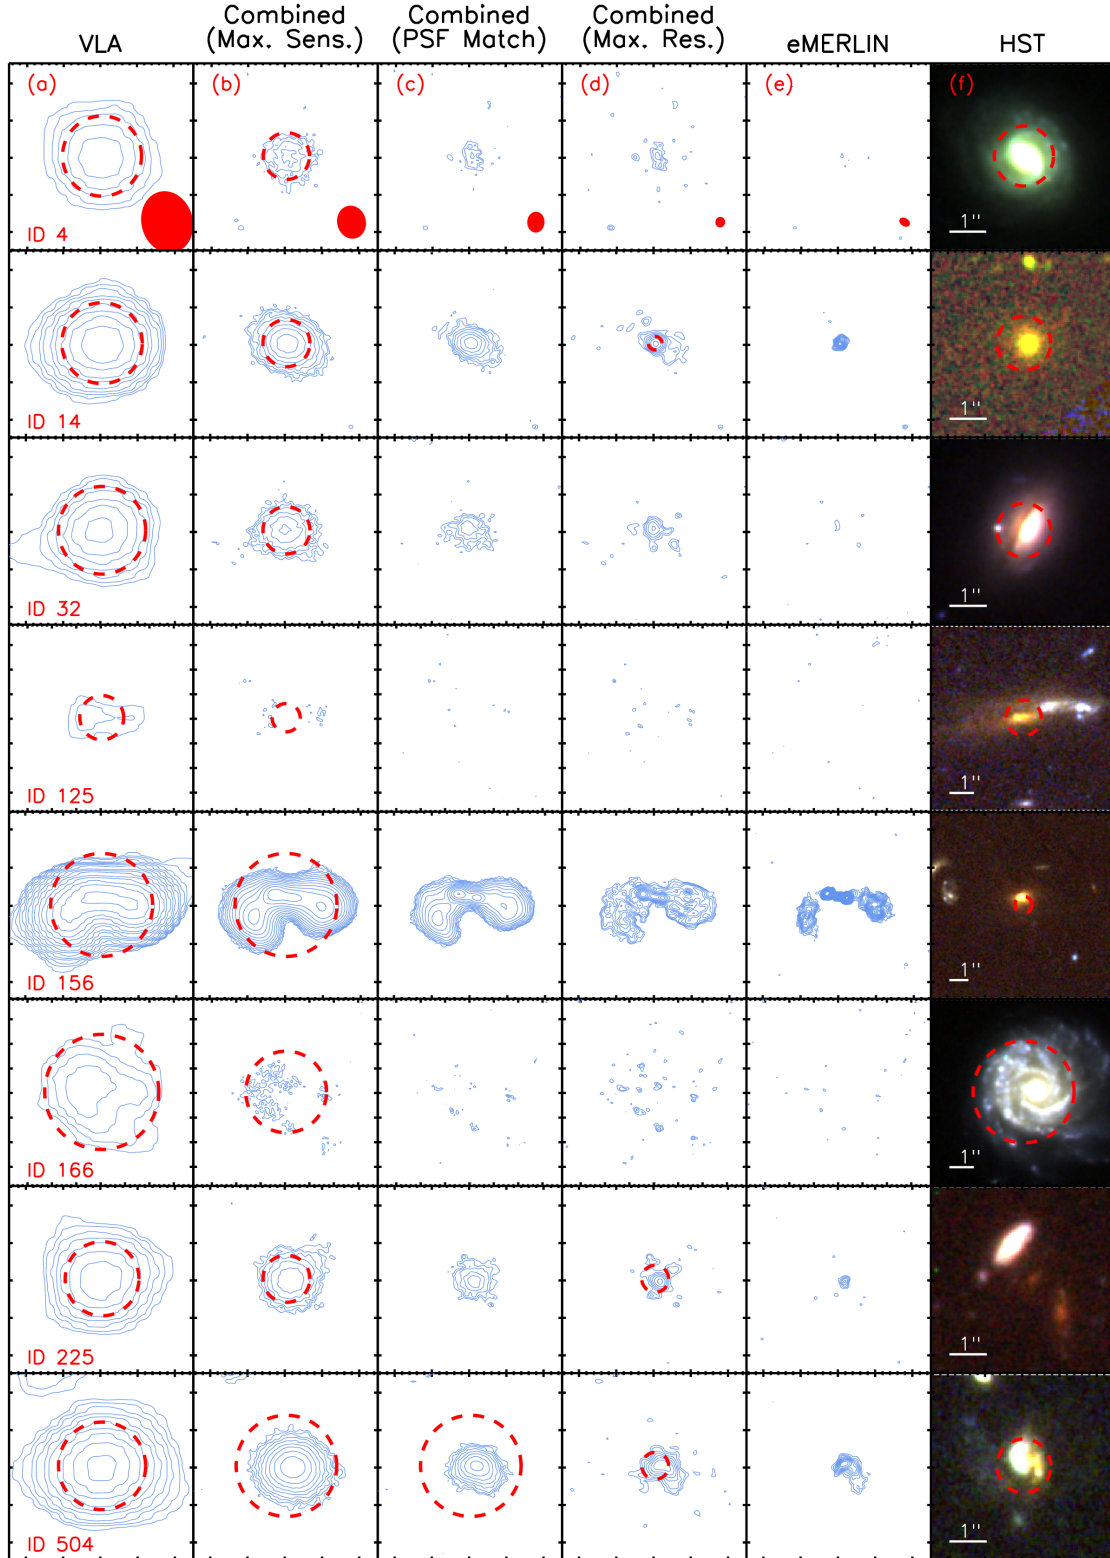 VLA
Combined
(Max. Sens.)
Combined
(PSF Match)
Combined
(Max. Res.)
eMERLIN
HST
(a)
(b)
(c)
(d)
(e)
(f)
ID 4
1''
ID 14
1''
ID 32
1''
ID 125
1''
ID 156
1''
ID 166
1''
ID 225
1''
ID 504
1''